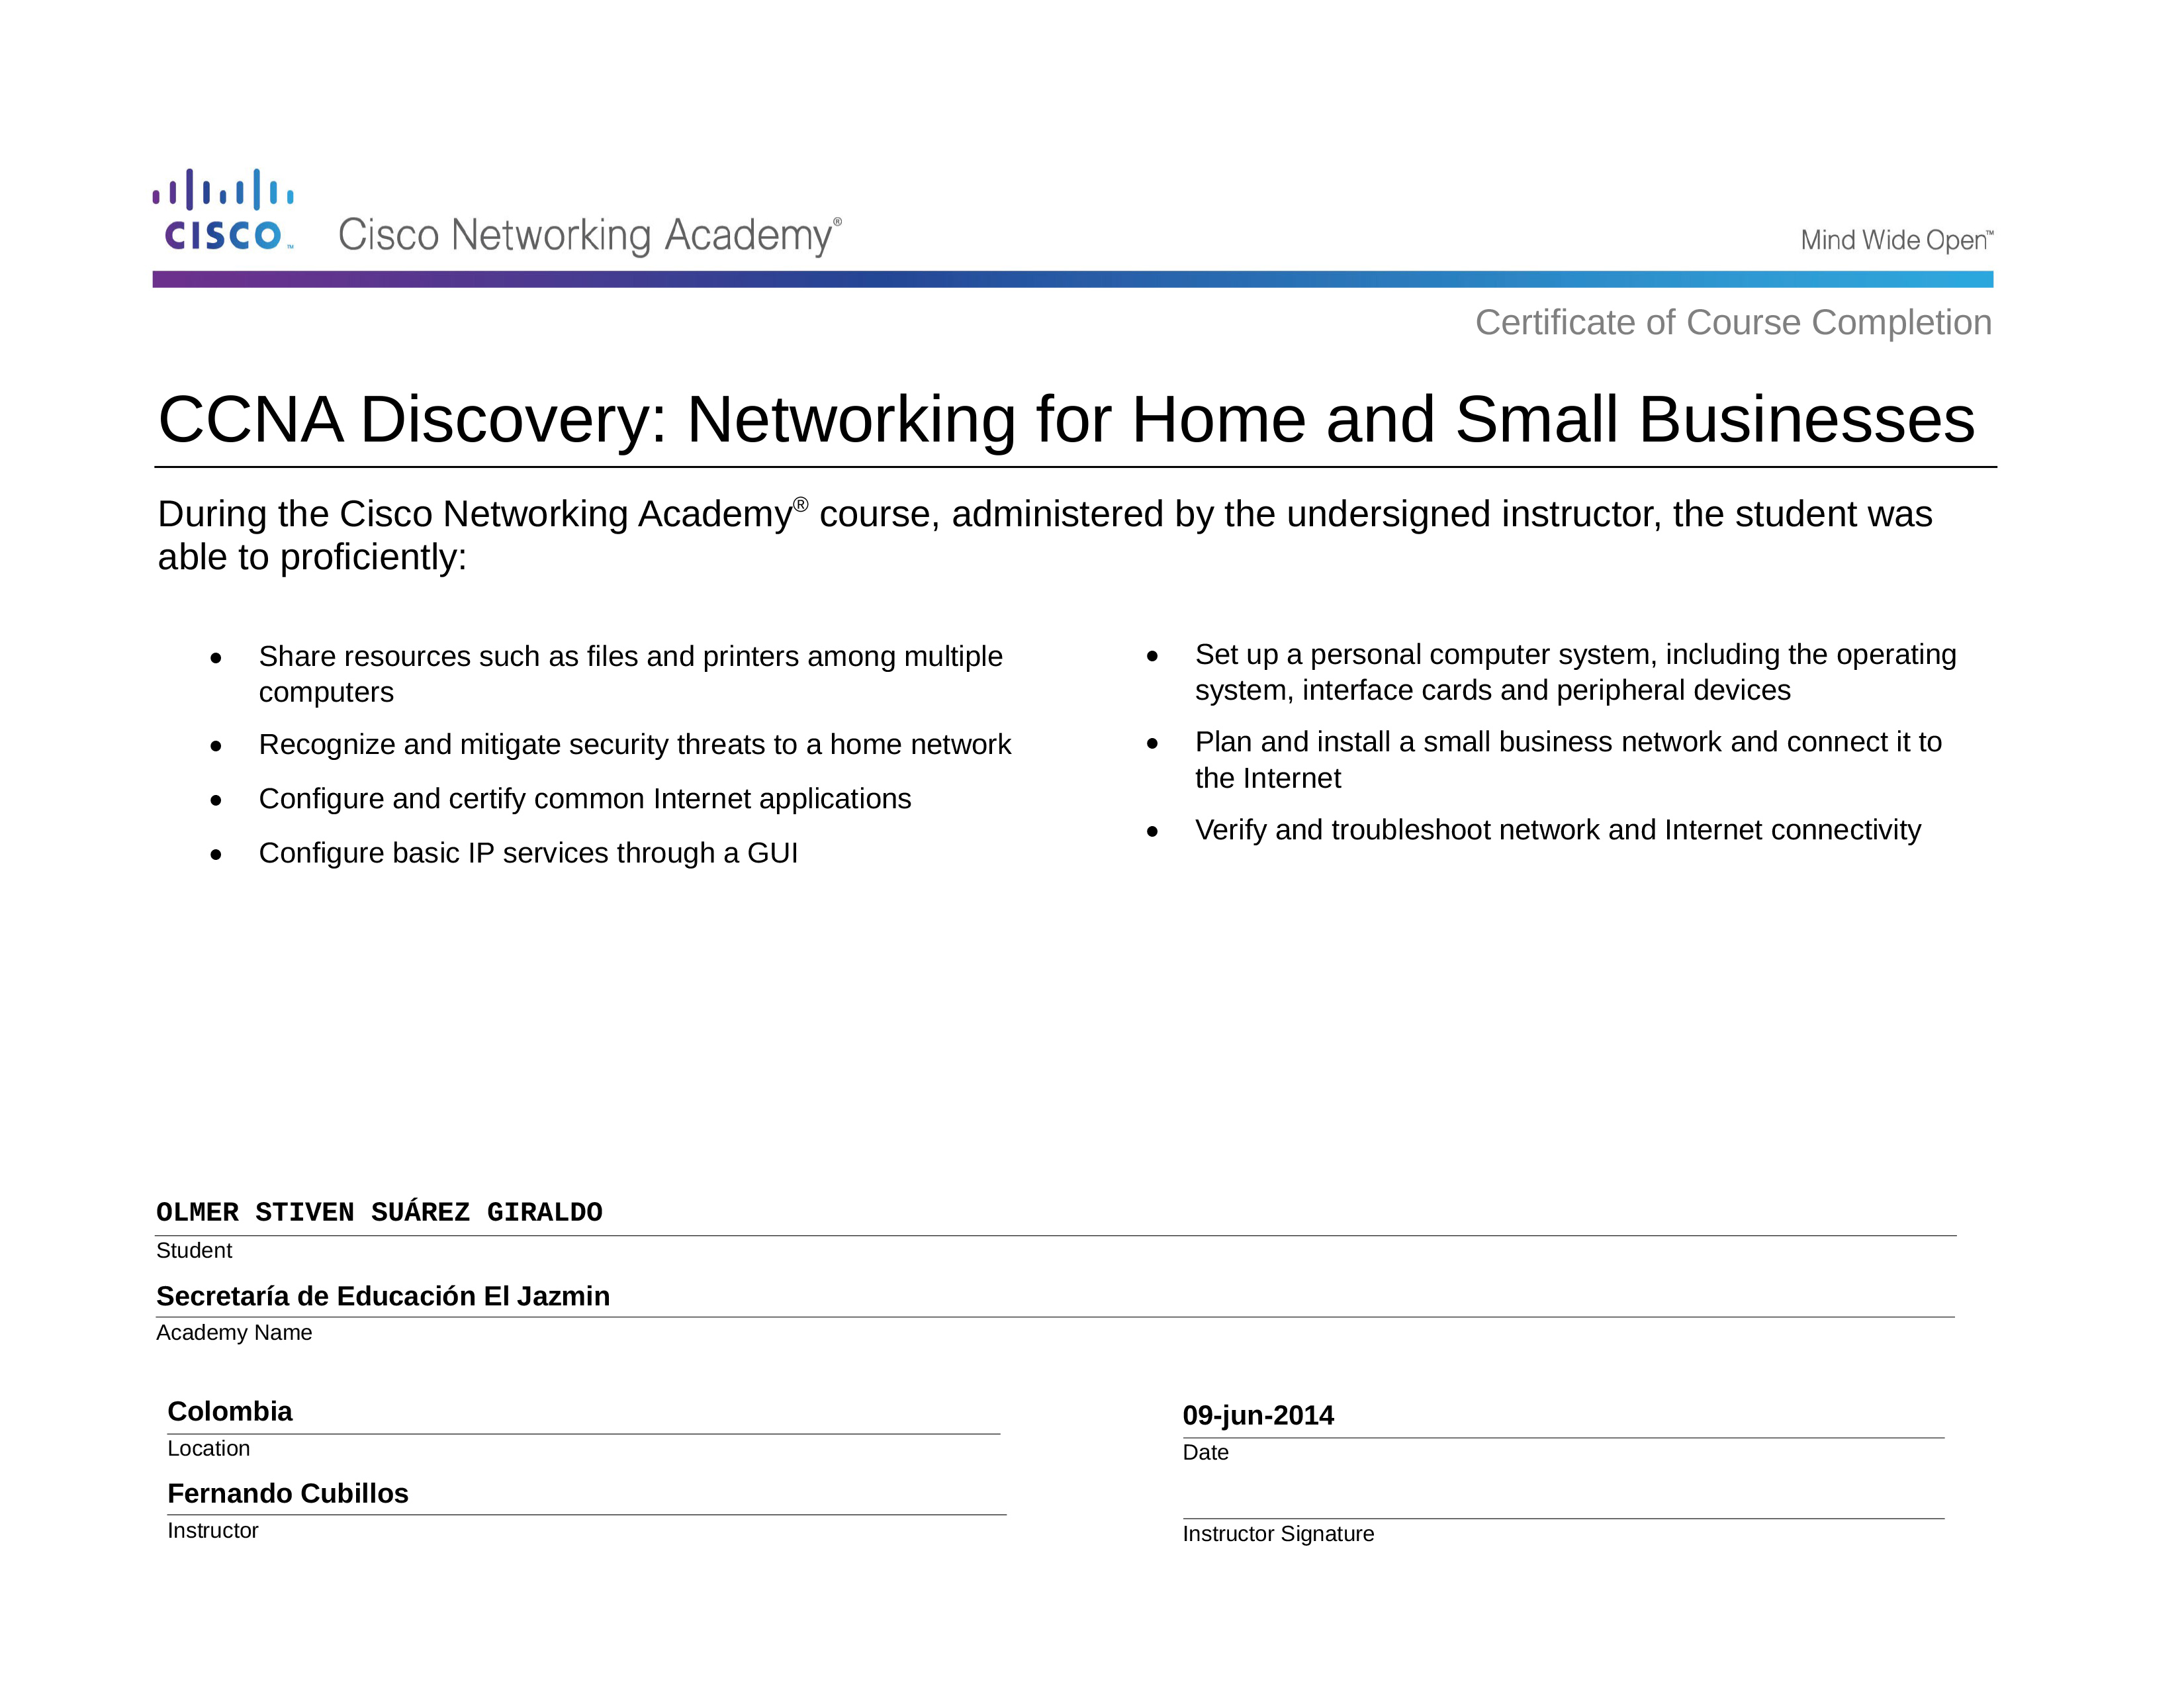 CISCO™
Cisco Networking Academy®
Mind Wide Open™
Certificate of Course Completion
CCNA Discovery: Networking for Home and Small Businesses
During the Cisco Networking Academy® course, administered by the undersigned instructor, the student was
able to proficiently:
• Share resources such as files and printers among multiple
computers
• Recognize and mitigate security threats to a home network
• Configure and certify common Internet applications
• Configure basic IP services through a GUI
• Set up a personal computer system, including the operating
system, interface cards and peripheral devices
• Plan and install a small business network and connect it to
the Internet
• Verify and troubleshoot network and Internet connectivity
OLMER STIVEN SUÁREZ GIRALDO
Student
Secretaría de Educación El Jazmin
Academy Name
Colombia
Location
09-jun-2014
Date
Fernando Cubillos
Instructor
Instructor Signature